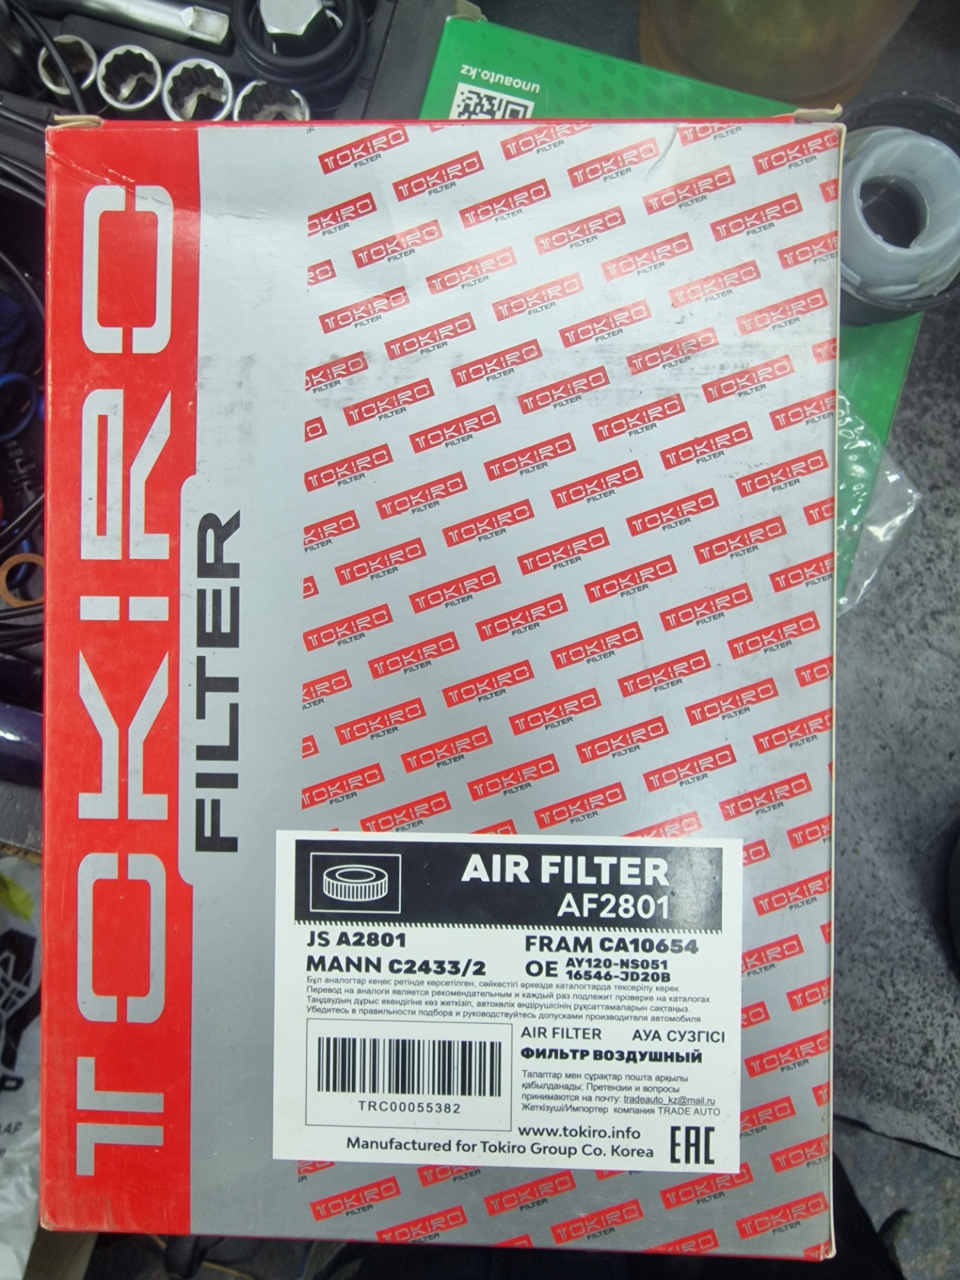 unoauto.kz
TOKIRO
FILTER
AIR FILTER
AF2801
JS A2801
FRAM CA10654
MANN C2433/2
OE AY120-NS051
16546-JD20B
Бұл аналогтар кеңес ретінде көрсетілген, сәйкестігі әркезде каталогтарда тексерілу керек.
Перевод на аналоги является рекомендательным и каждый раз подлежит проверке на каталогах
Таңдаудың дұрыс екендігіне көз жеткізіп, автокөлік өндірушісінің рұқсаттамаларын сақтаңыз.
Убедитесь в правильности подбора и руководствуйтесь допусками производителя автомобиля
AIR FILTER АУА СУЗГІСІ
ФИЛЬТР ВОЗДУШНЫЙ
Талаптар мен сұрақтар пошта арқылы
қабылданады; Претензии и вопросы
принимаются на почту: tradeauto_kz@mail.ru
Жеткізуші/Импортер компания TRADE AUTO
TRC00055382
www.tokiro.info
Manufactured for Tokiro Group Co. Korea
EAC